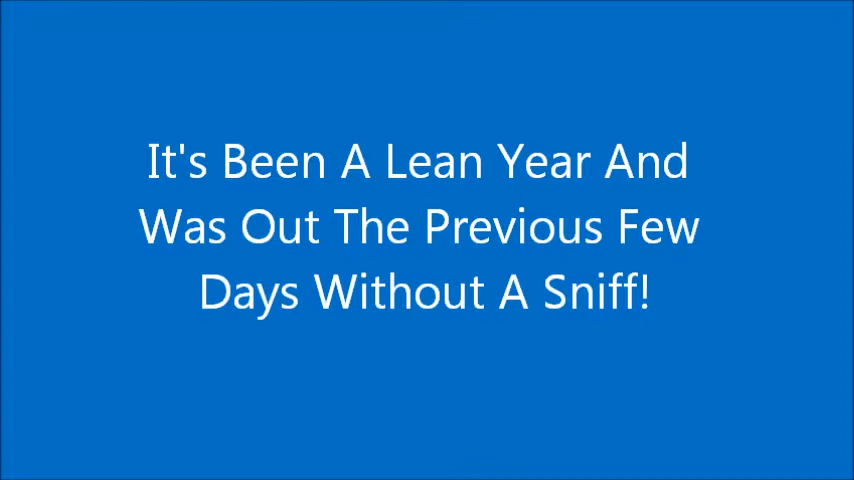 It's Been A Lean Year And
Was Out The Previous Few
Days Without A Sniff!